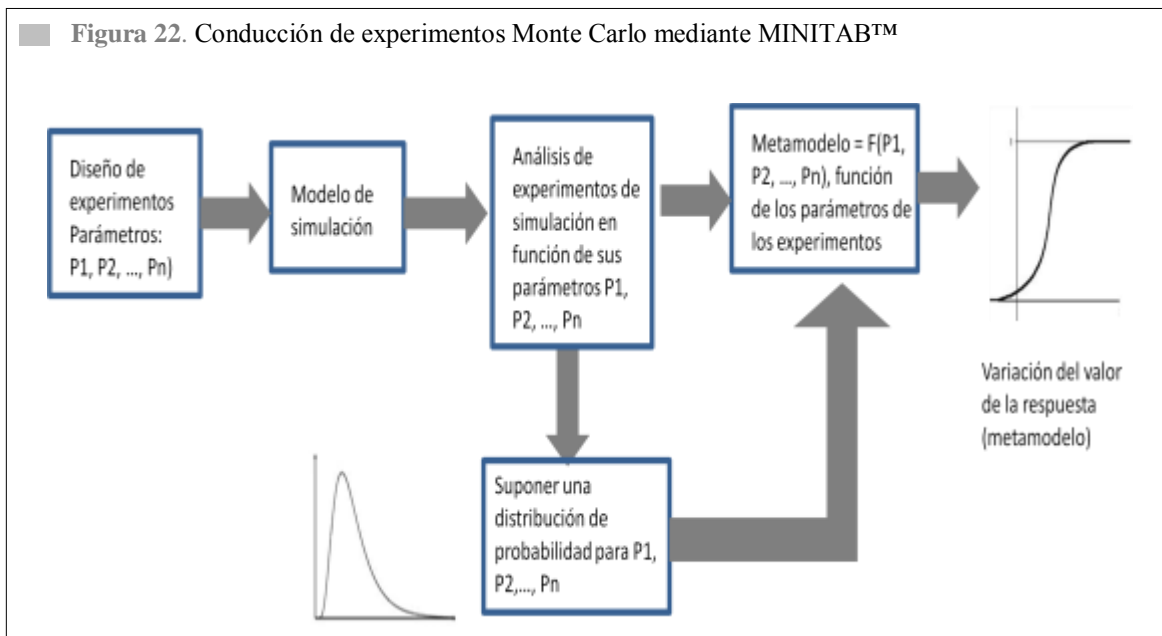 Figura 22. Conducción de experimentos Monte Carlo mediante MINITAB™
Diseño de
experimentos
Parámetros:
P1, P2, ..., Pn)
Modelo de
simulación
Análisis de
experimentos de
simulación en
función de sus
parámetros P1,
P2, ..., Pn
Metamodelo = F(P1,
P2, ..., Pn), función
de los parámetros de
los experimentos
1
Variación del valor
de la respuesta
(metamodelo)
Suponer una
distribución de
probabilidad para P1,
P2,..., Pn